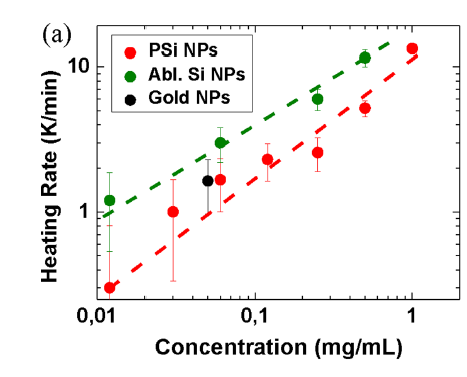 (a)
PSi NPs
Abl. Si NPs
Gold NPs
Heating Rate (K/min)
10
1
0,01
0,1
1
Concentration (mg/mL)